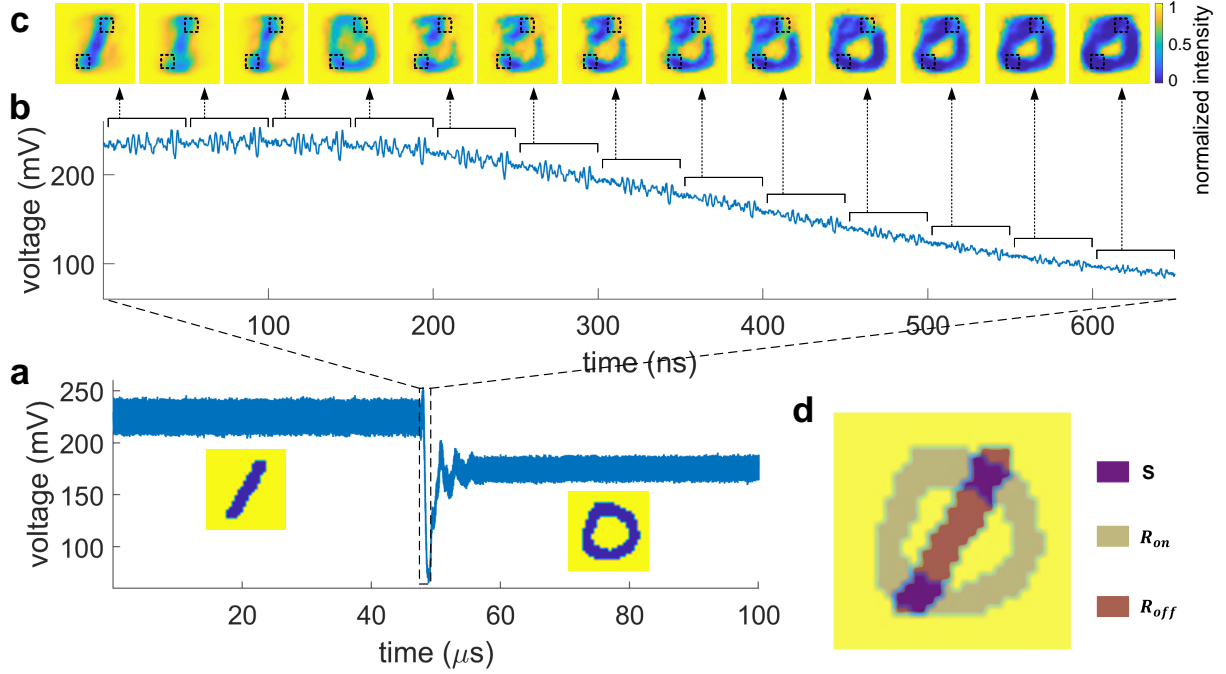 c
1
0.5
0
normalized intensity
b
voltage (mV)
200
100
100
200
300
400
500
600
time (ns)
a
voltage (mV)
250
200
150
100
20
40
60
80
100
time (μs)
d
S
R_on
R_off